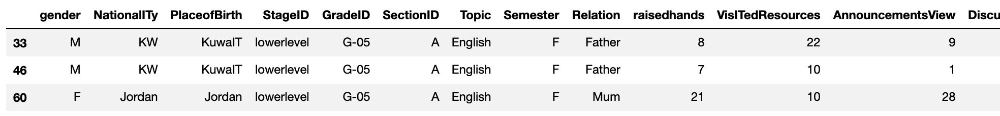 gender NationalITy PlaceofBirth StageID GradeID SectionID Topic Semester Relation raisedhands VisITedResources AnnouncementsView Discu
33 M KW KuwaIT lowerlevel G-05 A English F Father 8 22 9
46 M KW KuwaIT lowerlevel G-05 A English F Father 7 10 1
60 F Jordan Jordan lowerlevel G-05 A English F Mum 21 10 28